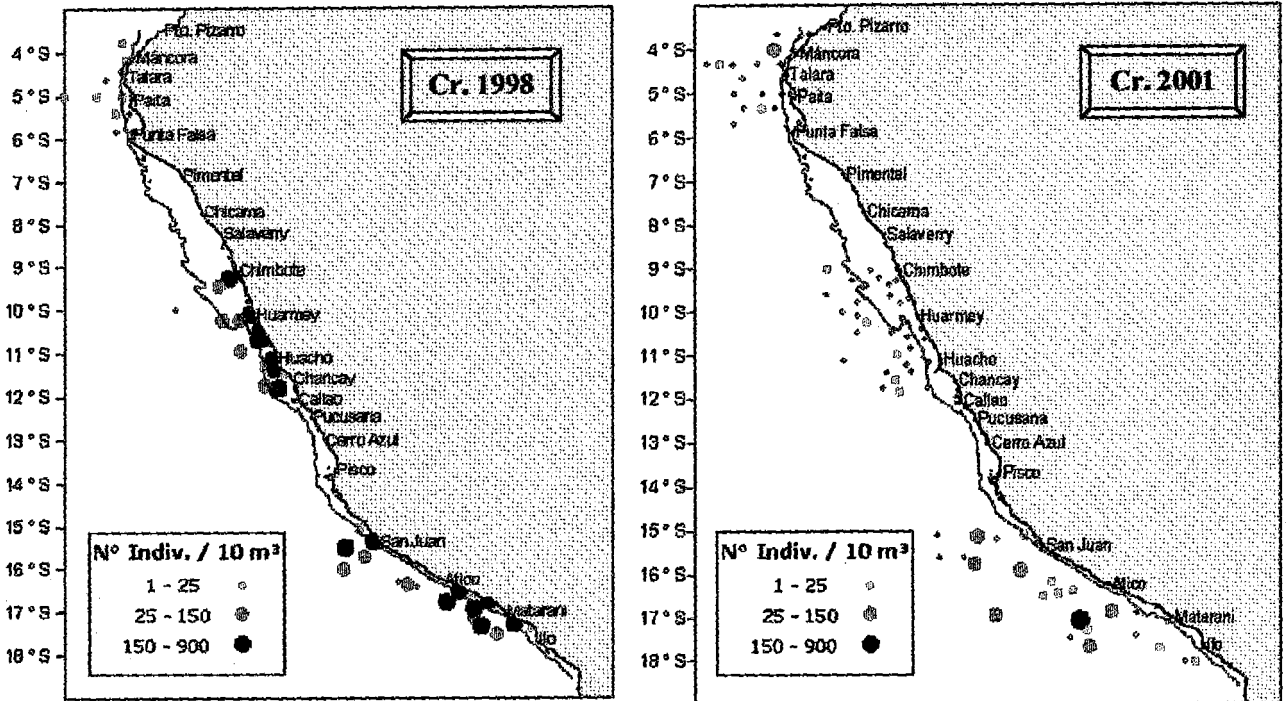 Cr. 1998
Pto. Pizarro
Máncora
Talara
Paita
Punta Falsa
Pimentel
Chicama
Salaverry
Chimbote
Huarmey
Huacho
Chancay
Callao
Pucusana
Cerro Azul
Pisco
San Juan
Atico
Matarani
Ilo
4°S
5°S
6°S
7°S
8°S
9°S
10°S
11°S
12°S
13°S
14°S
15°S
16°S
17°S
18°S
N° Indiv. / 10 m³
1 - 25
25 - 150
150 - 900
Cr. 2001
Pto. Pizarro
Máncora
Talara
Paita
Punta Falsa
Pimentel
Chicama
Salaverry
Chimbote
Huarmey
Huacho
Chancay
Callao
Pucusana
Cerro Azul
Pisco
San Juan
Atico
Matarani
Ilo
4°S
5°S
6°S
7°S
8°S
9°S
10°S
11°S
12°S
13°S
14°S
15°S
16°S
17°S
18°S
N° Indiv. / 10 m³
1 - 25
25 - 150
150 - 900